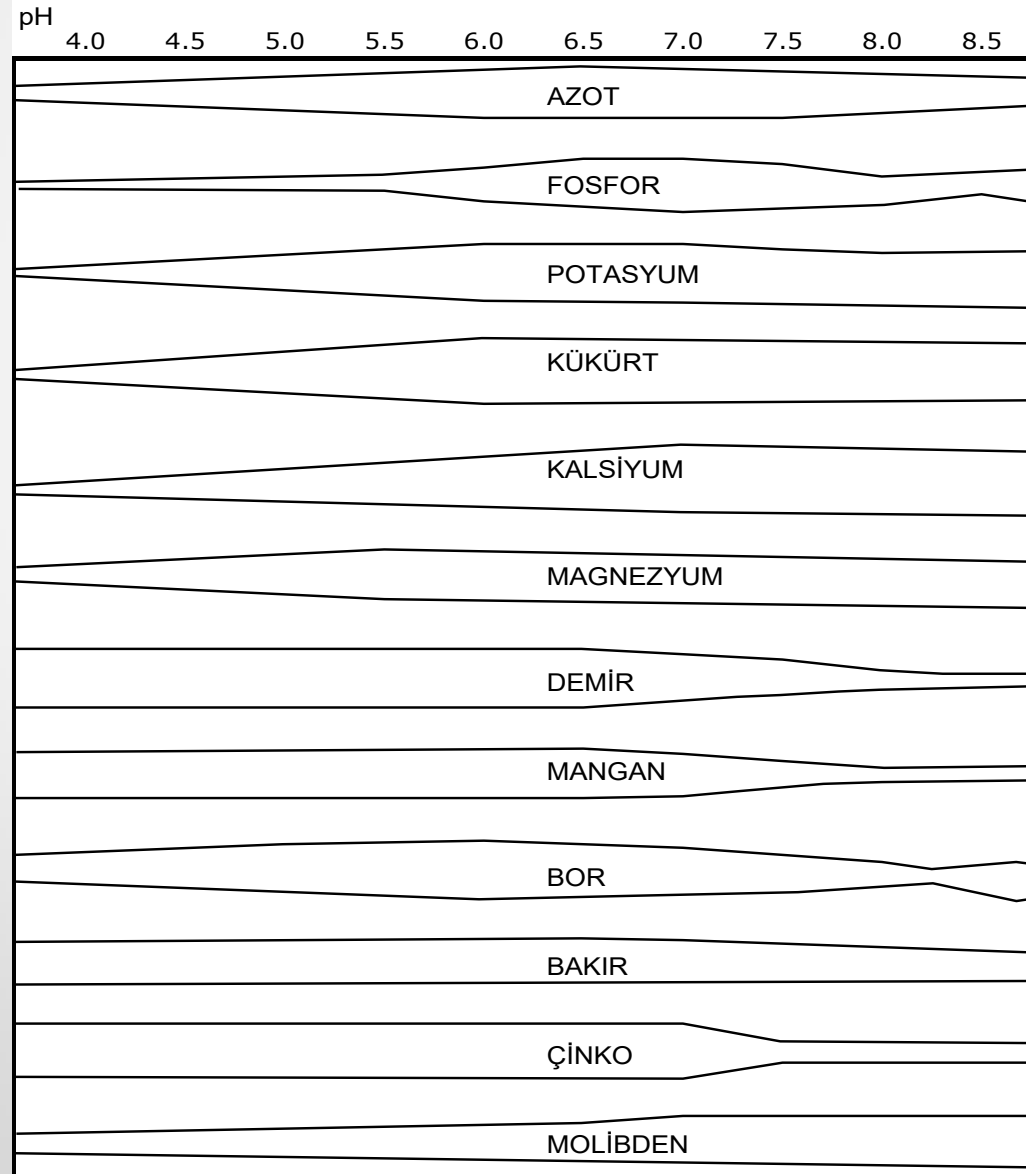 pH
4.0 4.5 5.0 5.5 6.0 6.5 7.0 7.5 8.0 8.5
AZOT
FOSFOR
POTASYUM
KÜKÜRT
KALSİYUM
MAGNEZYUM
DEMİR
MANGAN
BOR
BAKIR
ÇİNKO
MOLİBDEN